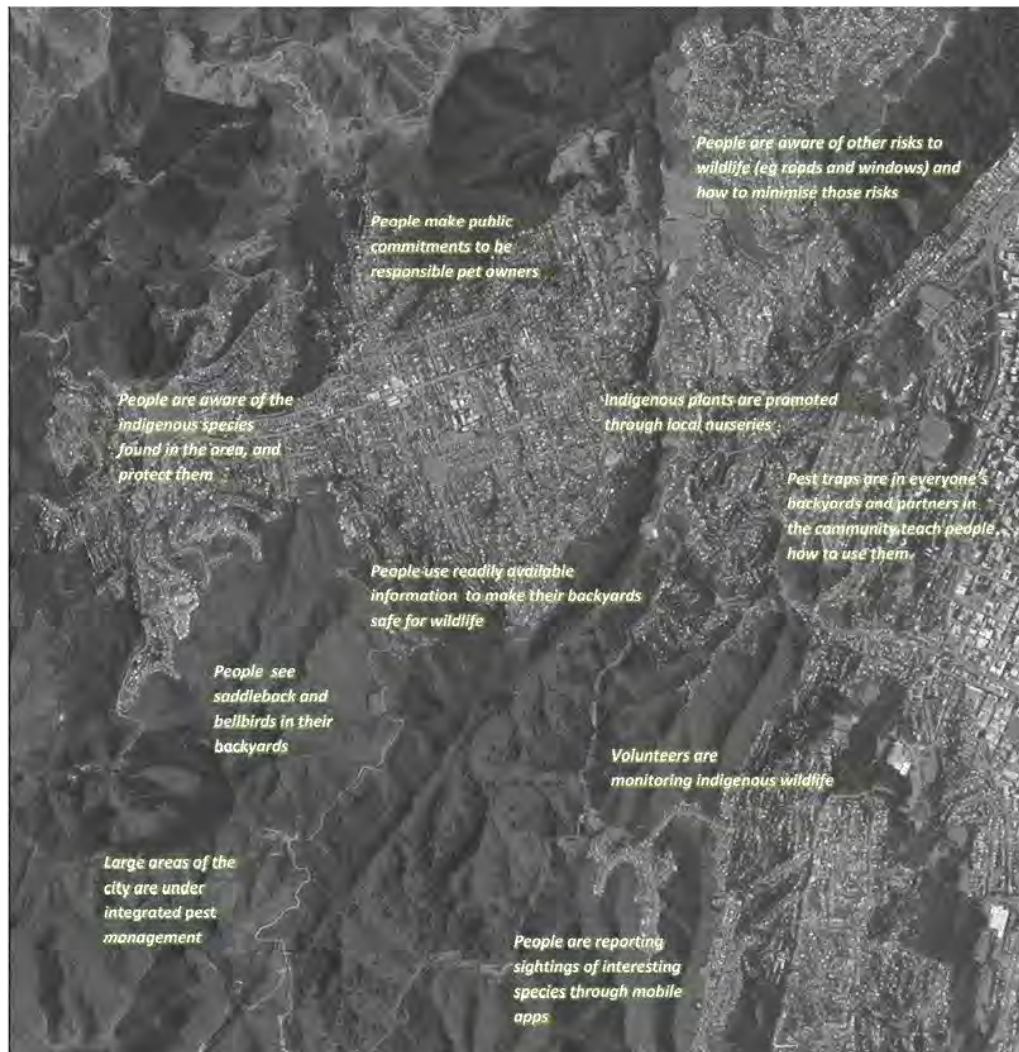 People are aware of other risks to
wildlife (eg roads and windows) and
how to minimise those risks
People make public
commitments to be
responsible pet owners
People are aware of the
indigenous species
found in the area, and
protect them
Indigenous plants are promoted
through local nurseries
Pest traps are in everyone's
backyards and partners in
the community teach people
how to use them
People use readily available
information to make their backyards
safe for wildlife
People see
saddleback and
bellbirds in their
backyards
Volunteers are
monitoring indigenous wildlife
Large areas of the
city are under
integrated pest
management
People are reporting
sightings of interesting
species through mobile
apps